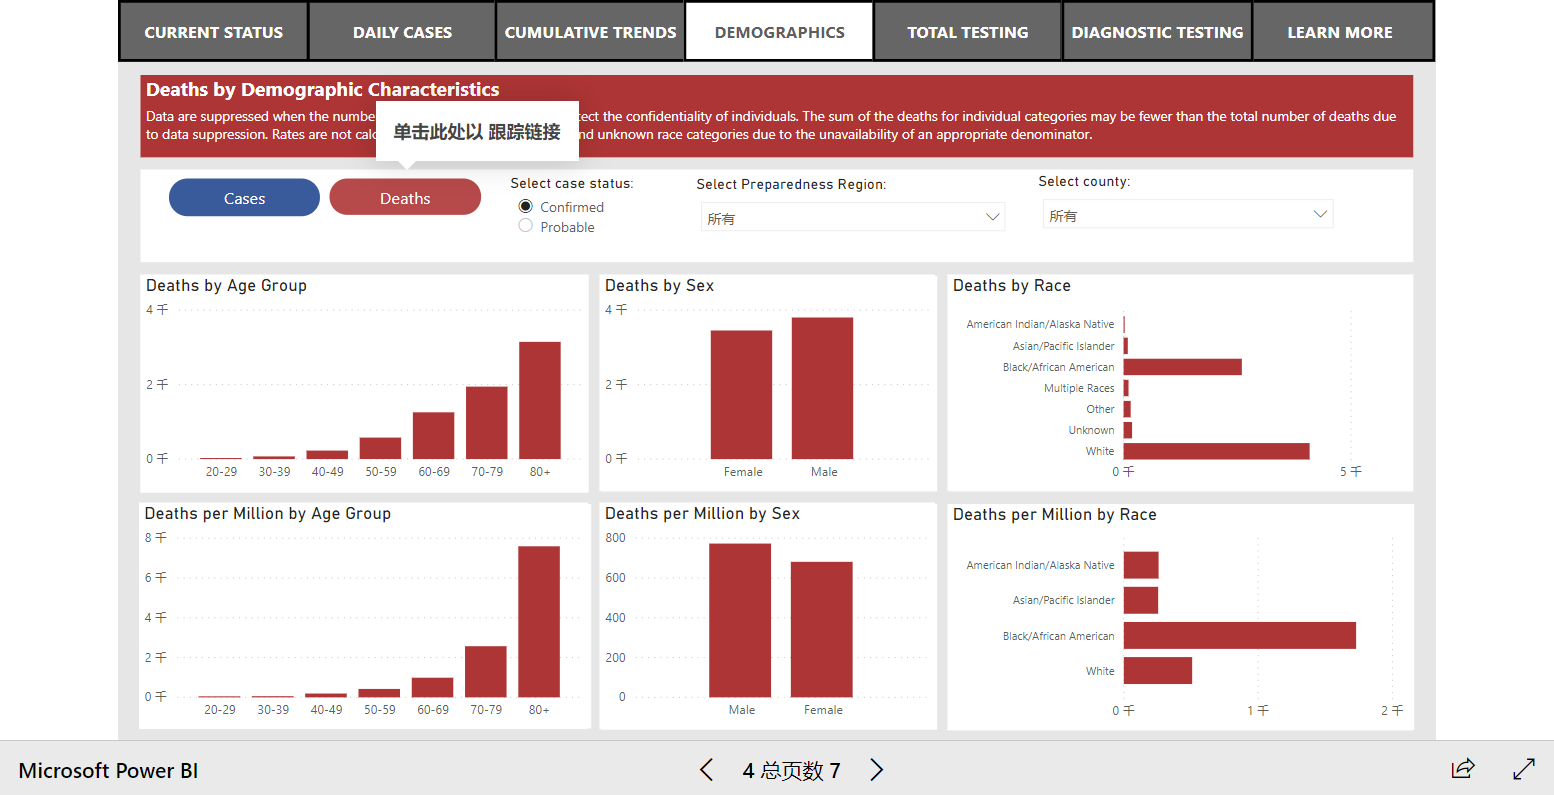 CURRENT STATUS
DAILY CASES
CUMULATIVE TRENDS
DEMOGRAPHICS
TOTAL TESTING
DIAGNOSTIC TESTING
LEARN MORE
Deaths by Demographic Characteristics
Data are suppressed when the numbe
tect the confidentiality of individuals. The sum of the deaths for individual categories may be fewer than the total number of deaths due
to data suppression. Rates are not calc
nd unknown race categories due to the unavailability of an appropriate denominator.
单击此处以 跟踪链接
Cases
Deaths
Select case status:
Confirmed
Probable
Select Preparedness Region:
所有
Select county:
所有
Deaths by Age Group
4 千
2 千
0 千
20-29 30-39 40-49 50-59 60-69 70-79 80+
Deaths by Sex
4 千
2 千
0 千
Female Male
Deaths by Race
American Indian/Alaska Native
Asian/Pacific Islander
Black/African American
Multiple Races
Other
Unknown
White
0 千 5 千
Deaths per Million by Age Group
8 千
6 千
4 千
2 千
0 千
20-29 30-39 40-49 50-59 60-69 70-79 80+
Deaths per Million by Sex
800
600
400
200
0
Male Female
Deaths per Million by Race
American Indian/Alaska Native
Asian/Pacific Islander
Black/African American
White
0 千 1 千 2 千
Microsoft Power BI
4 总页数 7